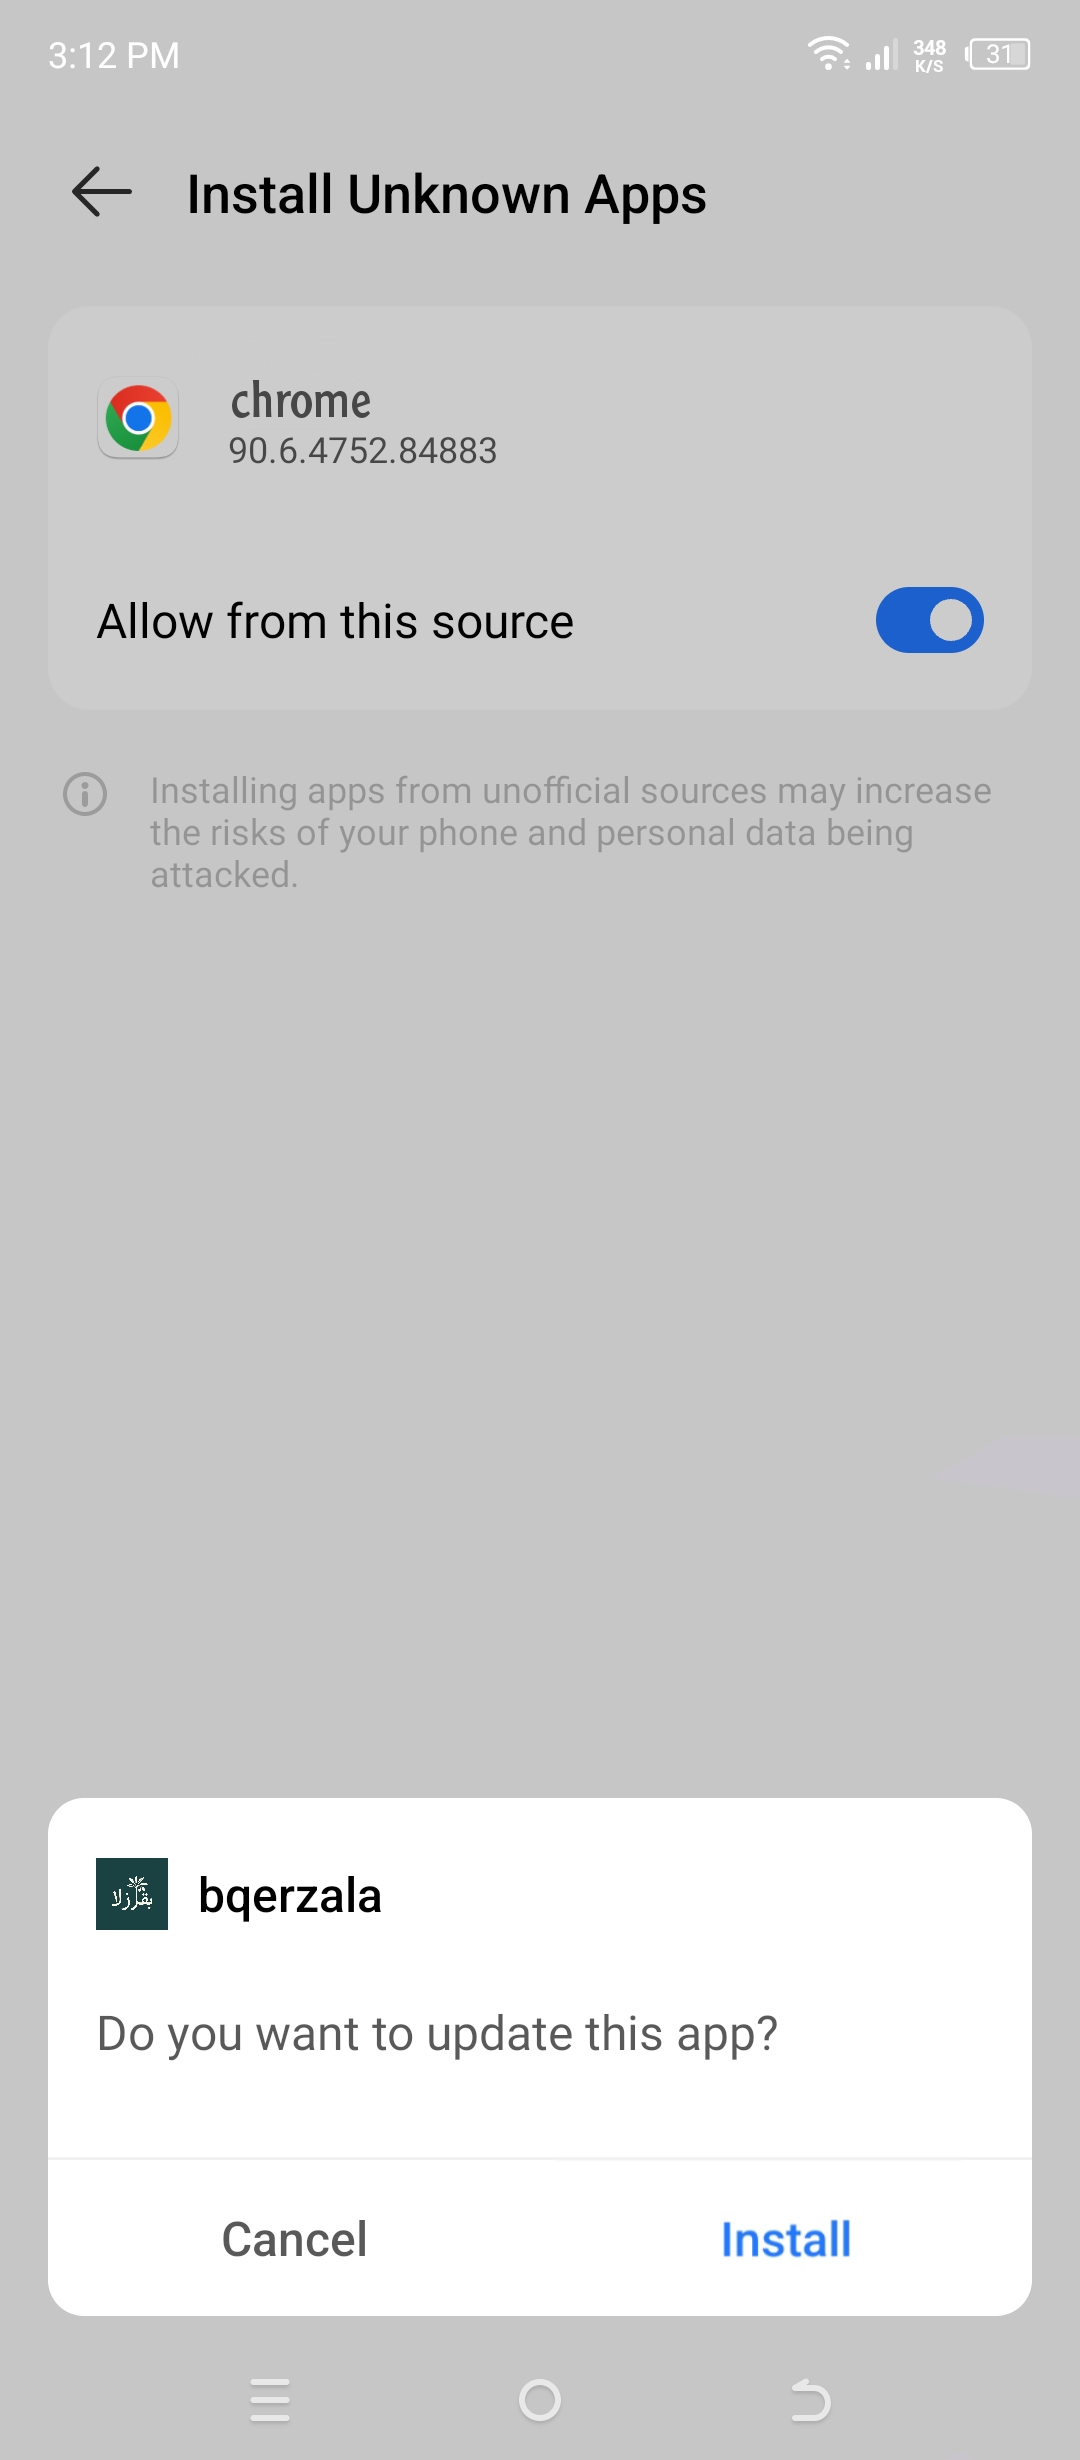 3:12 PM
348
K/S
31
Install Unknown Apps
chrome
90.6.4752.84883
Allow from this source
Installing apps from unofficial sources may increase
the risks of your phone and personal data being
attacked.
بقرزلا
bqerzala
Do you want to update this app?
Cancel
Install